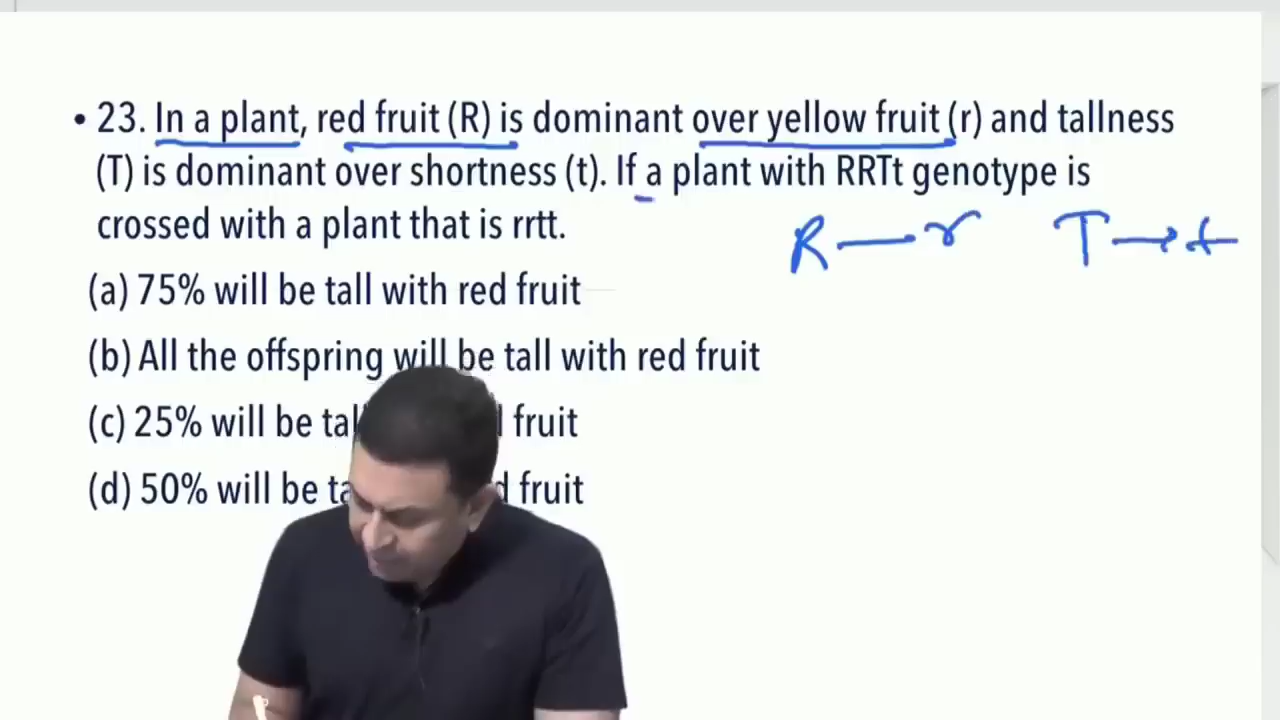 • 23. In a plant, red fruit (R) is dominant over yellow fruit (r) and tallness
(T) is dominant over shortness (t). If a plant with RRTt genotype is
crossed with a plant that is rrtt.
R — r T → t
(a) 75% will be tall with red fruit
(b) All the offspring will be tall with red fruit
(c) 25% will be fruit
(d) 50% will be fruit